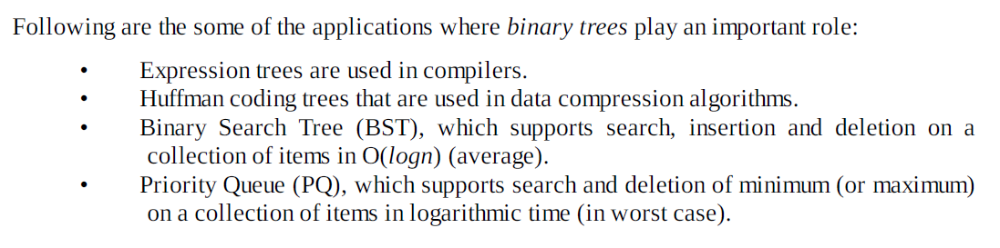 Following are the some of the applications where binary trees play an important role:
• Expression trees are used in compilers.
• Huffman coding trees that are used in data compression algorithms.
• Binary Search Tree (BST), which supports search, insertion and deletion on a
collection of items in O(logn) (average).
• Priority Queue (PQ), which supports search and deletion of minimum (or maximum)
on a collection of items in logarithmic time (in worst case).